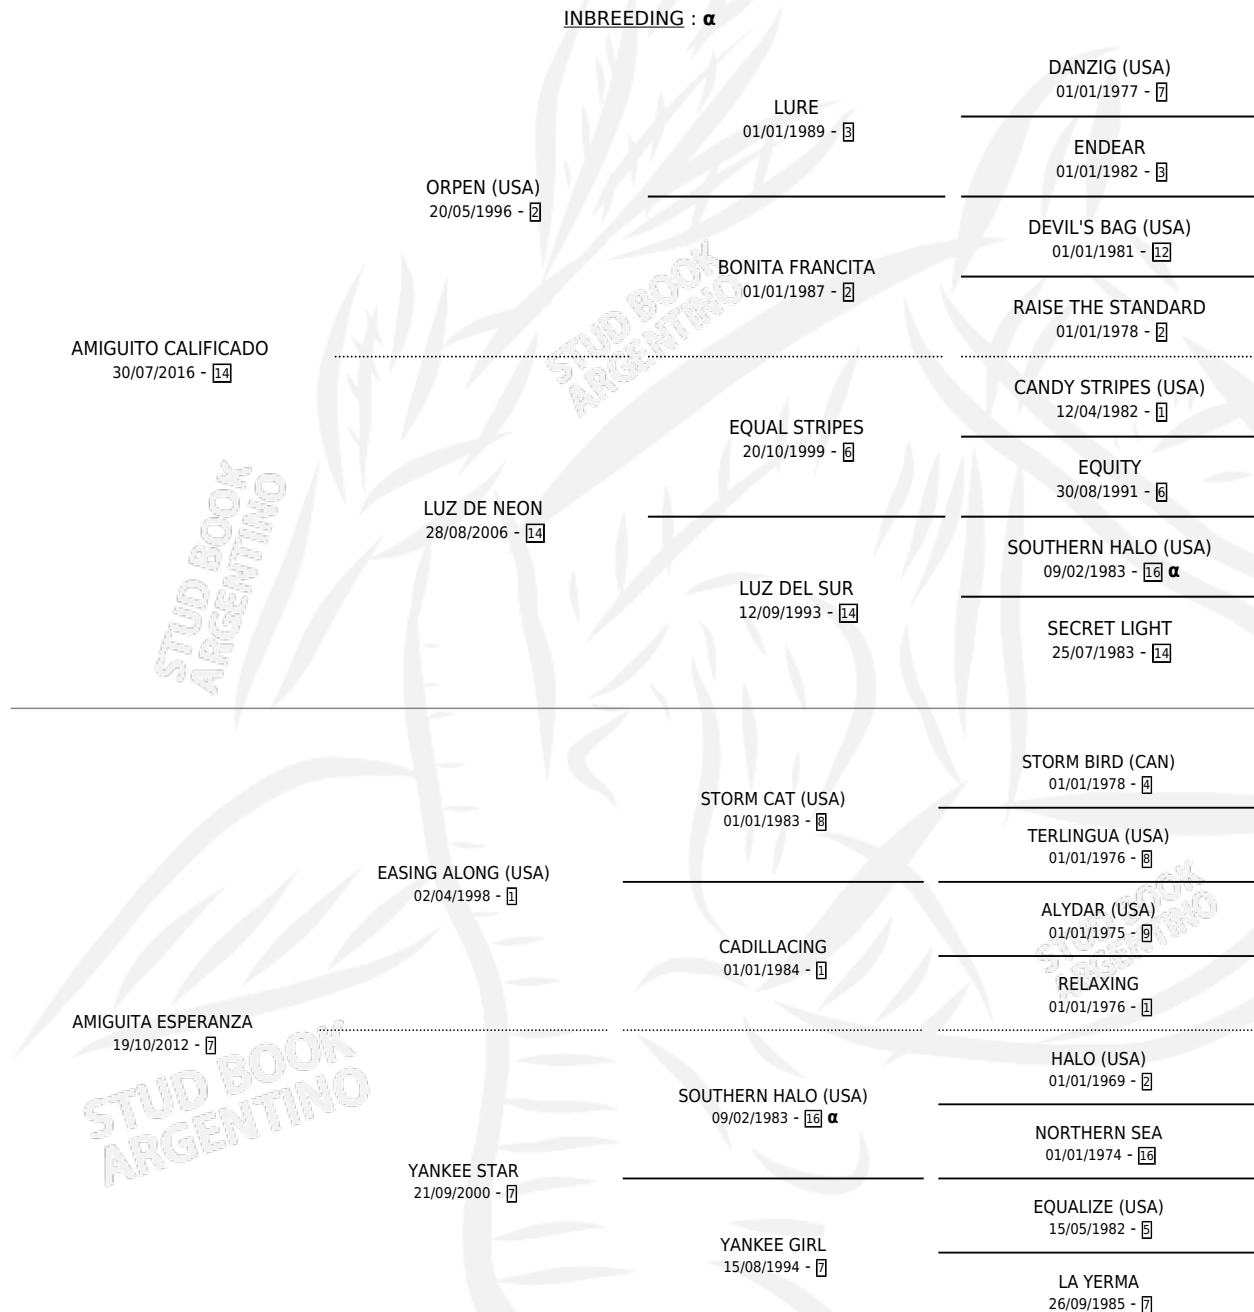 INBREEDING : α
DANZIG (USA)
01/01/1977 - 7
LURE
01/01/1989 - 3
ENDEAR
01/01/1982 - 3
ORPEN (USA)
20/05/1996 - 2
DEVIL'S BAG (USA)
01/01/1981 - 12
BONITA FRANCITA
01/01/1987 - 2
RAISE THE STANDARD
01/01/1978 - 2
AMIGUITO CALIFICADO
30/07/2016 - 14
CANDY STRIPES (USA)
12/04/1982 - 1
EQUAL STRIPES
20/10/1999 - 6
EQUITY
30/08/1991 - 6
LUZ DE NEON
28/08/2006 - 14
SOUTHERN HALO (USA)
09/02/1983 - 16 α
LUZ DEL SUR
12/09/1993 - 14
SECRET LIGHT
25/07/1983 - 14
STORM BIRD (CAN)
01/01/1978 - 4
STORM CAT (USA)
01/01/1983 - 8
TERLINGUA (USA)
01/01/1976 - 8
EASING ALONG (USA)
02/04/1998 - 1
ALYDAR (USA)
01/01/1975 - 9
CADILLACING
01/01/1984 - 1
RELAXING
01/01/1976 - 1
AMIGUITA ESPERANZA
19/10/2012 - 7
HALO (USA)
01/01/1969 - 2
SOUTHERN HALO (USA)
09/02/1983 - 16 α
NORTHERN SEA
01/01/1974 - 16
YANKEE STAR
21/09/2000 - 7
EQUALIZE (USA)
15/05/1982 - 5
YANKEE GIRL
15/08/1994 - 7
LA YERMA
26/09/1985 - 7
STUD BOOK
ARGENTINO
STUD BOOK
ARGENTINO
STUD BOOK
ARGENTINO
STUD BOOK
ARGENTINO